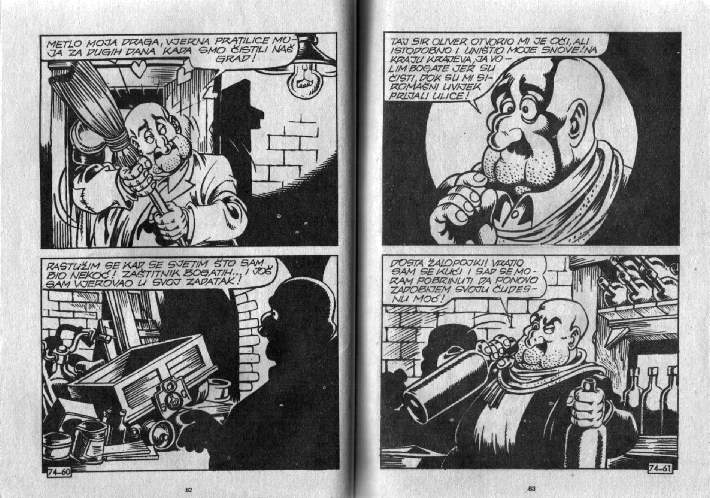 METLO MOJA DRAGA, VJERNA PRATILICE MU-
JA ZA DUGIH DANA KADA SMO ČISTILI NAŠ
GRAD!
RASTUŽIM SE KAD SE SJETIM ŠTO SAM
BIO NEKOĆ! ZAŠTITNIK BOGATIH... I JOŠ
SAM VJEROVAO U SVOJ ZADATAK!
74-60
82
TAJ SIR OLIVER OTVORIO MI JE OČI, ALI
ISTODOBNO I UNIŠTIO MOJE SNOVE! NA
KRAJU KRAJEVA, JA VO-
LIM BOGATE JER SU
ČISTI, DOK SU MI SI-
ROMAŠNI UVIJEK
PRLJALI ULICE!
DOSTA ŽALOPOJKI! VRATIO
SAM SE KUĆI I SAD SE MO-
RAM POBRINUTI DA PONOVO
ZADOBIJEM SVOJU ČUDES-
NU MOĆ!
74-61
83